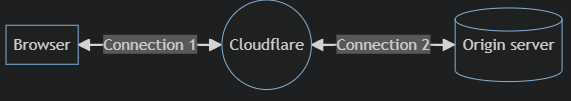 Browser
Connection 1
Cloudflare
Connection 2
Origin server